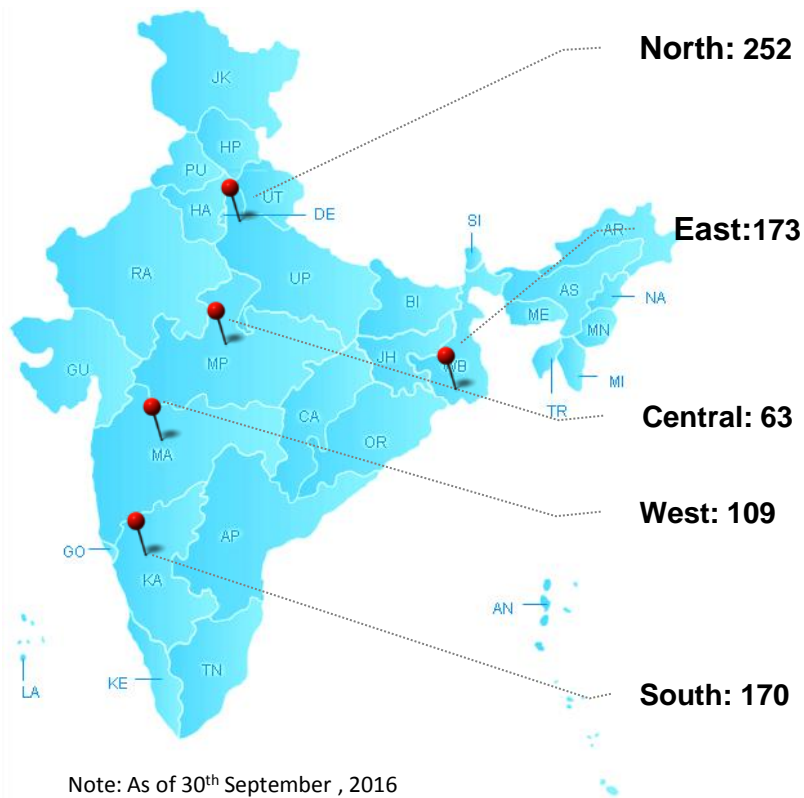 North: 252
JK
HP
PU
UT
HA
DE
SI
AR
East:173
RA
UP
BI
AS
NA
ME
MN
GU
MP
JH
WB
MI
TR
CA
Central: 63
OR
MA
West: 109
AP
GO
KA
AN
TN
KE
LA
South: 170
Note: As of 30th September , 2016